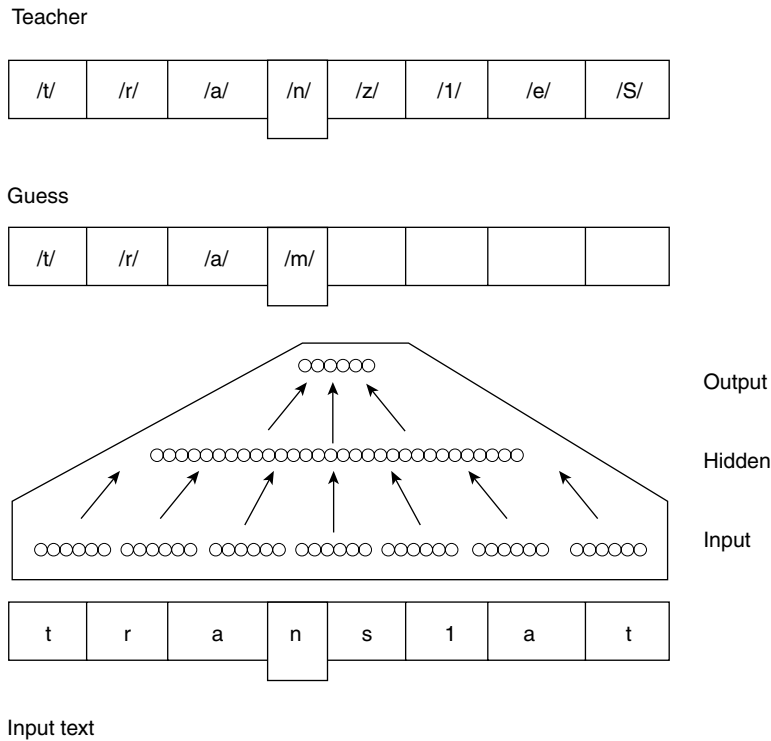 Teacher
/t/ /r/ /a/ /n/ /z/ /1/ /e/ /S/
Guess
/t/ /r/ /a/ /m/
Output
Hidden
Input
t r a n s 1 a t
Input text